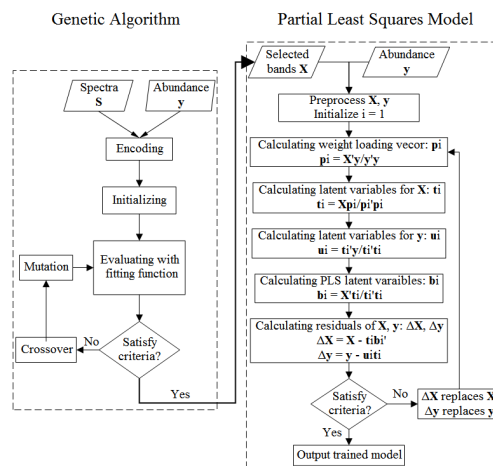 Genetic Algorithm
Spectra
S
Abundance
y
Encoding
Initializing
Evaluating with
fitting function
Mutation
Crossover
No
Satisfy
criteria?
Yes
Partial Least Squares Model
Selected
bands X
Abundance
y
Preprocess X, y
Initialize i = 1
Calculating weight loading vecor: pi
pi = X'y/y'y
Calculating latent variables for X: ti
ti = Xpi/pi'pi
Calculating latent variables for y: ui
ui = ti'y/ti'ti
Calculating PLS latent varaibles: bi
bi = X'ti/ti'ti
Calculating residuals of X, y: ΔX, Δy
ΔX = X - tibi'
Δy = y - uiti
Satisfy
criteria?
No
ΔX replaces X
Δy replaces y
Yes
Output trained model